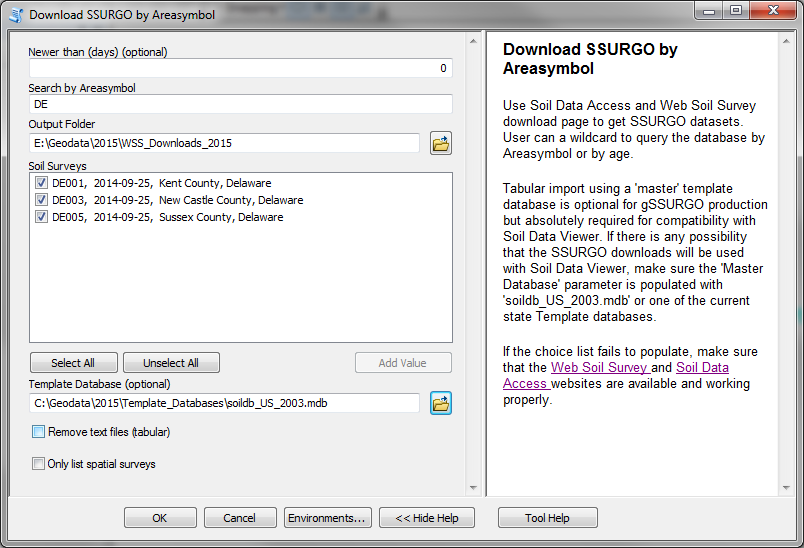 Download SSURGO by Areasymbol
Newer than (days) (optional)
0
Search by Areasymbol
DE
Output Folder
E:\Geodata\2015\WSS_Downloads_2015
Soil Surveys
DE001, 2014-09-25, Kent County, Delaware
DE003, 2014-09-25, New Castle County, Delaware
DE005, 2014-09-25, Sussex County, Delaware
Select All
Unselect All
Add Value
Template Database (optional)
C:\Geodata\2015\Template_Databases\soildb_US_2003.mdb
Remove text files (tabular)
Only list spatial surveys
OK
Cancel
Environments...
<< Hide Help
Tool Help
Download SSURGO by
Areasymbol
Use Soil Data Access and Web Soil Survey
download page to get SSURGO datasets.
User can a wildcard to query the database by
Areasymbol or by age.
Tabular import using a 'master' template
database is optional for gSSURGO production
but absolutely required for compatibility with
Soil Data Viewer. If there is any possibility
that the SSURGO downloads will be used
with Soil Data Viewer, make sure the 'Master
Database' parameter is populated with
'soildb_US_2003.mdb' or one of the current
state Template databases.
If the choice list fails to populate, make sure
that the Web Soil Survey and Soil Data
Access websites are available and working
properly.